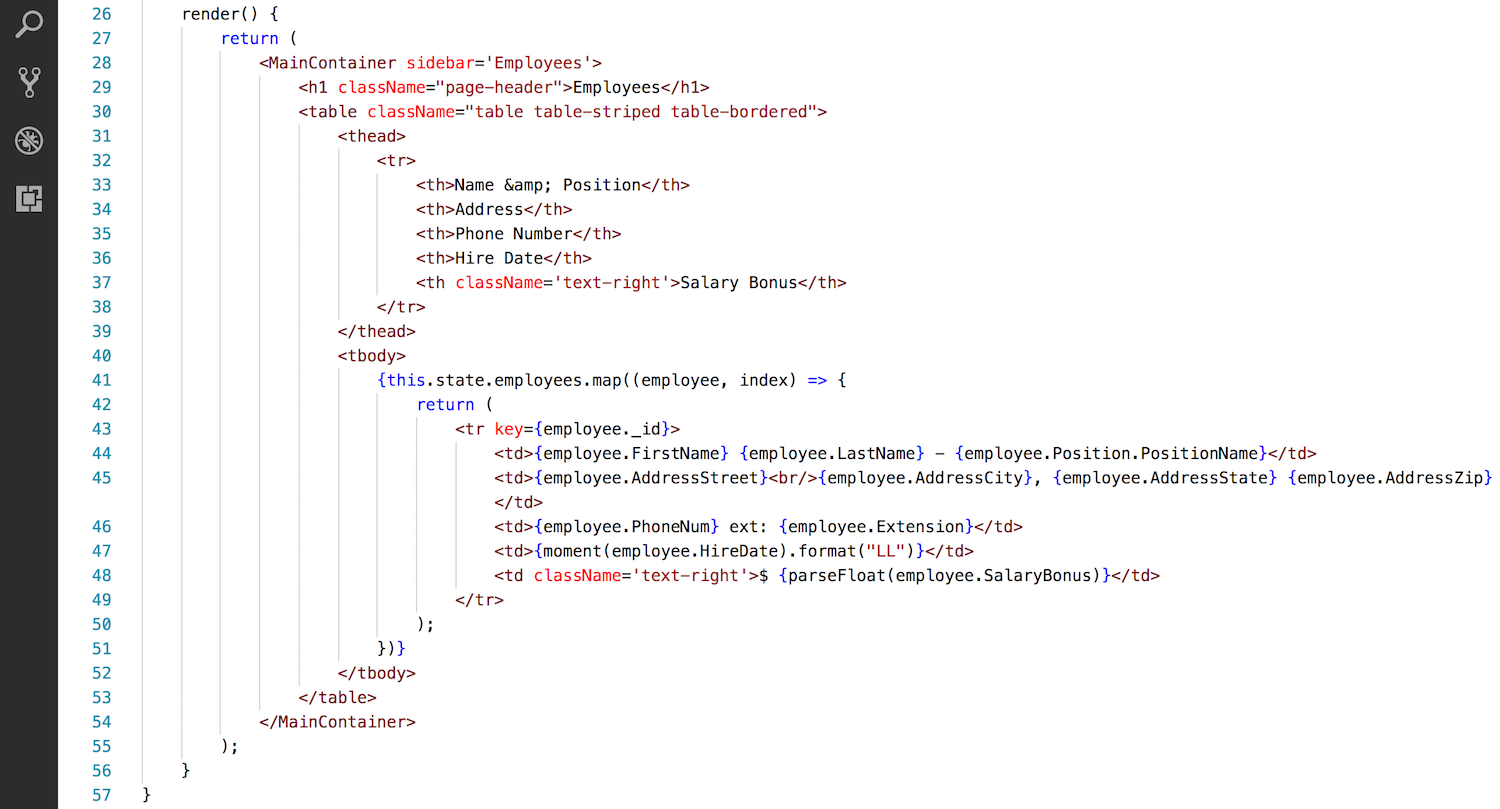 26 render() {
27 return (
28 <MainContainer sidebar='Employees'>
29 <h1 className="page-header">Employees</h1>
30 <table className="table table-striped table-bordered">
31 <thead>
32 <tr>
33 <th>Name &amp; Position</th>
34 <th>Address</th>
35 <th>Phone Number</th>
36 <th>Hire Date</th>
37 <th className='text-right'>Salary Bonus</th>
38 </tr>
39 </thead>
40 <tbody>
41 {this.state.employees.map((employee, index) => {
42 return (
43 <tr key={employee._id}>
44 <td>{employee.FirstName} {employee.LastName} - {employee.Position.PositionName}</td>
45 <td>{employee.AddressStreet}<br/>{employee.AddressCity}, {employee.AddressState} {employee.AddressZip}
</td>
46 <td>{employee.PhoneNum} ext: {employee.Extension}</td>
47 <td>{moment(employee.HireDate).format("LL")}</td>
48 <td className='text-right'>$ {parseFloat(employee.SalaryBonus)}</td>
49 </tr>
50 );
51 })}
52 </tbody>
53 </table>
54 </MainContainer>
55 );
56 }
57 }